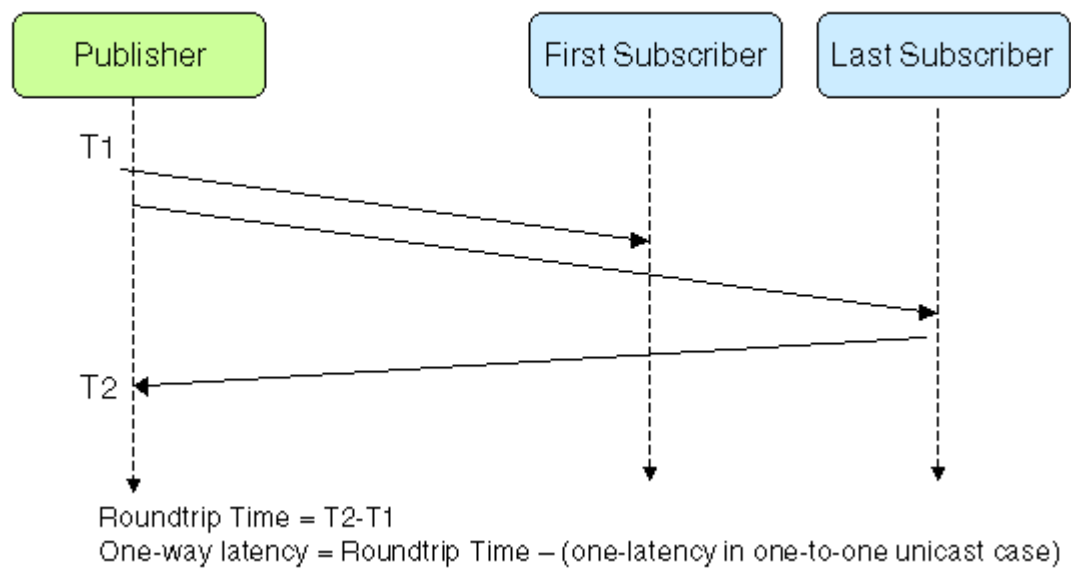 Publisher
First Subscriber
Last Subscriber
T1
T2
Roundtrip Time = T2-T1
One-way latency = Roundtrip Time – (one-latency in one-to-one unicast case)